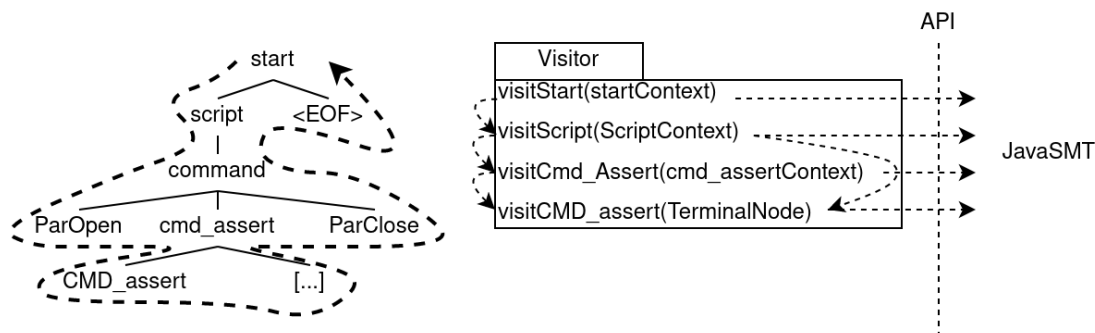 start
script <EOF>
command
ParOpen cmd_assert ParClose
CMD_assert [...]
Visitor
visitStart(startContext)
visitScript(ScriptContext)
visitCmd_Assert(cmd_assertContext)
visitCMD_assert(TerminalNode)
API
JavaSMT